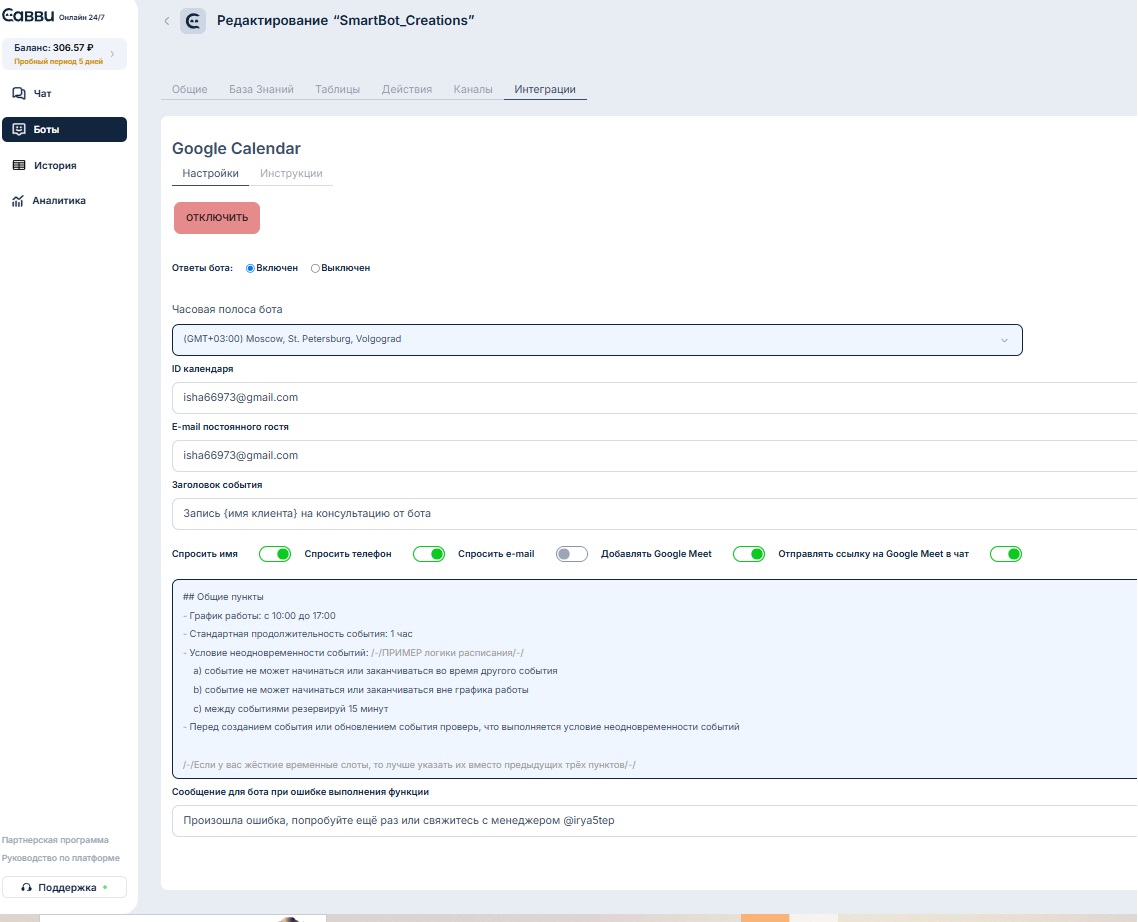 Саввu Онлайн 24/7
Баланс: 306.57 ₽
Пробный период 5 дней
Чат
Боты
История
Аналитика
Партнерская программа
Руководство по платформе
Поддержка
Редактирование “SmartBot_Creations”
Общие База Знаний Таблицы Действия Каналы Интеграции
Google Calendar
Настройки Инструкции
ОТКЛЮЧИТЬ
Ответы бота: Включен Выключен
Часовая полоса бота
(GMT+03:00) Moscow, St. Petersburg, Volgograd
ID календаря
isha66973@gmail.com
E-mail постоянного гостя
isha66973@gmail.com
Заголовок события
Запись {имя клиента} на консультацию от бота
Спросить имя Спросить телефон Спросить e-mail Добавлять Google Meet Отправлять ссылку на Google Meet в чат
## Общие пункты
- График работы: с 10:00 до 17:00
- Стандартная продолжительность события: 1 час
- Условие неодновременности событий: /-/ПРИМЕР логики расписания/-/
a) событие не может начинаться или заканчиваться во время другого события
b) событие не может начинаться или заканчиваться вне графика работы
c) между событиями резервируй 15 минут
- Перед созданием события или обновлением события проверь, что выполняется условие неодновременности событий
/-/Если у вас жёсткие временные слоты, то лучше указать их вместо предыдущих трёх пунктов/-/
Сообщение для бота при ошибке выполнения функции
Произошла ошибка, попробуйте ещё раз или свяжитесь с менеджером @irya5tep